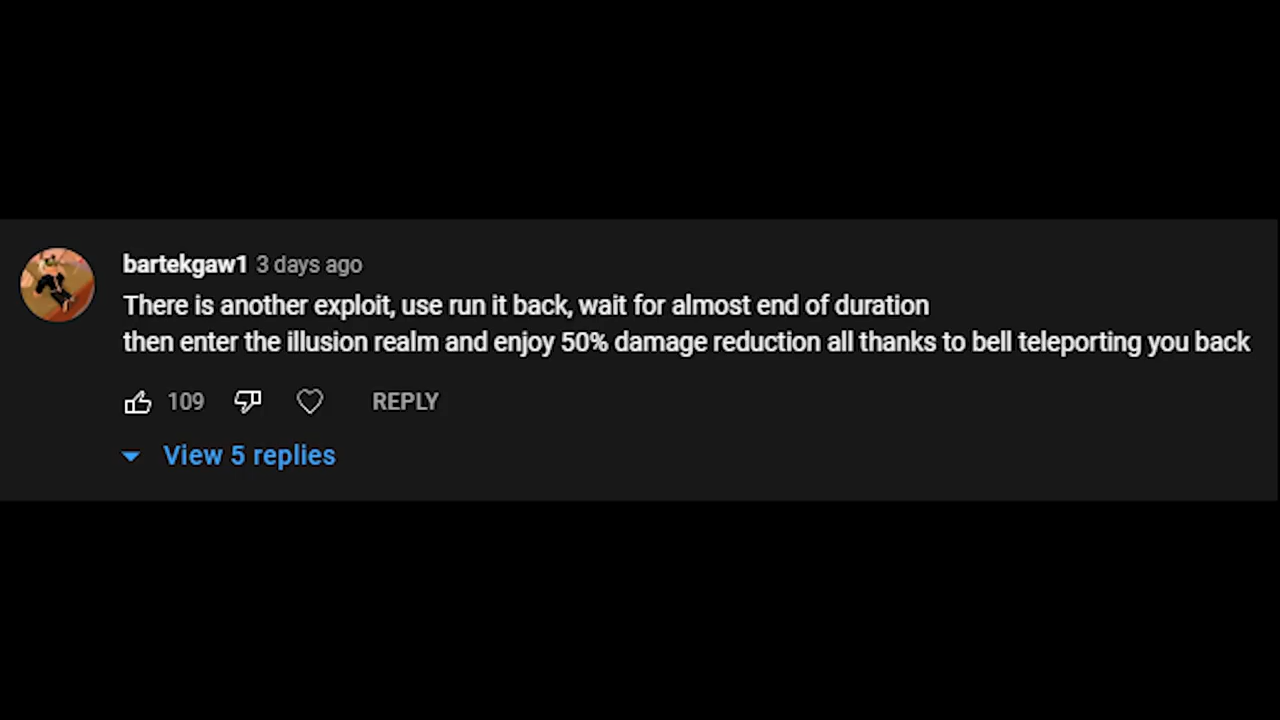 bartekgaw1 3 days ago
There is another exploit, use run it back, wait for almost end of duration
then enter the illusion realm and enjoy 50% damage reduction all thanks to bell teleporting you back
109 REPLY
View 5 replies